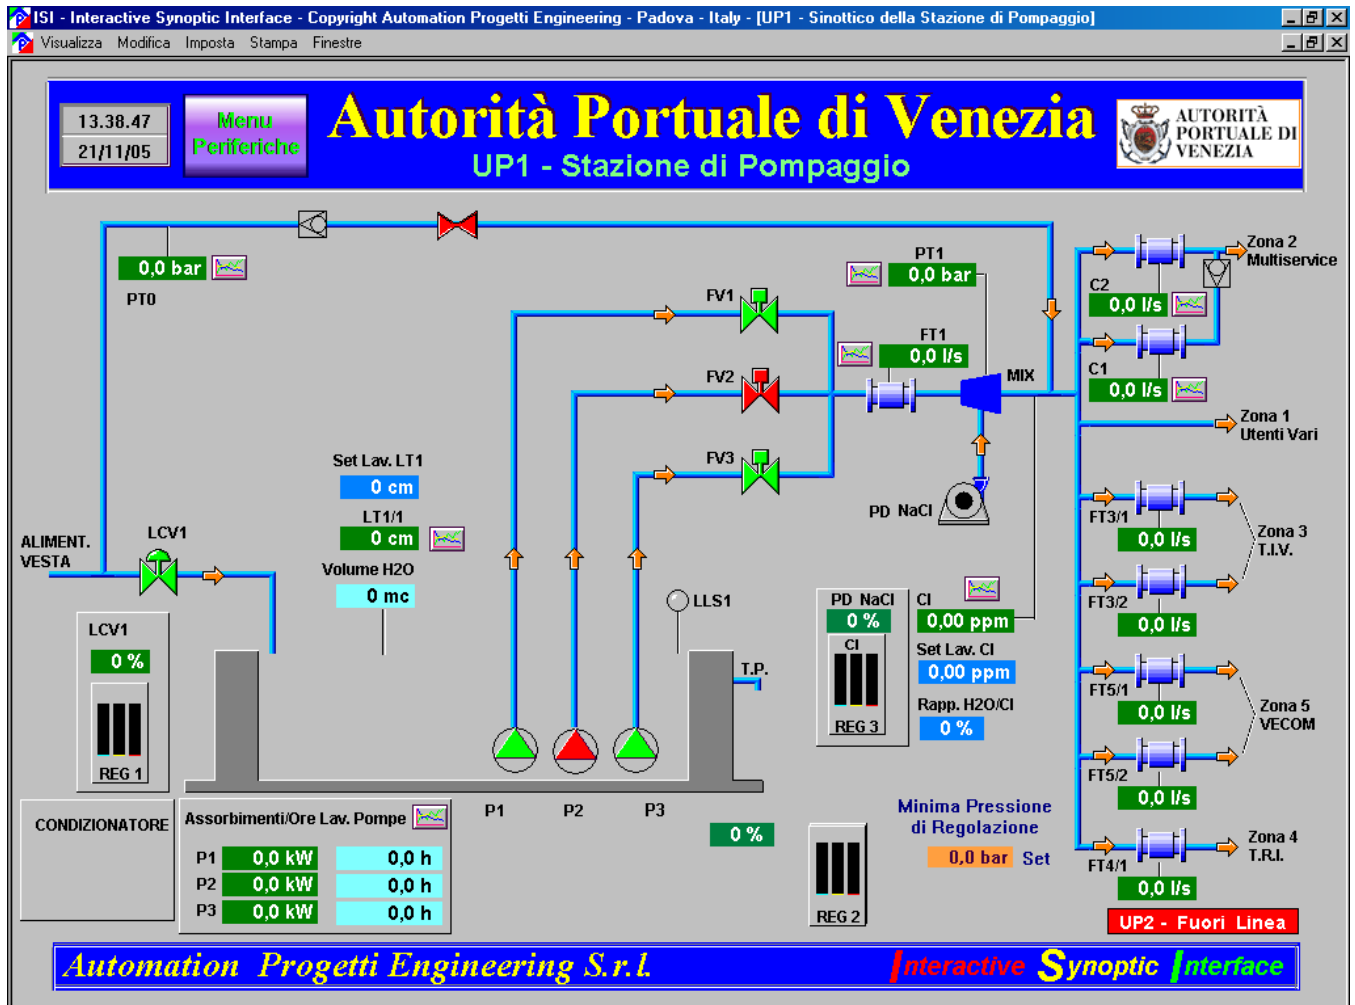 ISI - Interactive Synoptic Interface - Copyright Automation Progetti Engineering - Padova - Italy - [UP1 - Sinottico della Stazione di Pompaggio]
Visualizza Modifica Imposta Stampa Finestre
13.38.47
21/11/05
Menu
Periferiche
Autorità Portuale di Venezia
UP1 - Stazione di Pompaggio
AUTORITÀ
PORTUALE DI
VENEZIA
0,0 bar
PT0
PT1
0,0 bar
FV1
FT1
0,0 l/s
FV2
MIX
FV3
PD NaCl
Zona 2
Multiservice
C2
0,0 l/s
C1
0,0 l/s
Zona 1
Utenti Vari
FT3/1
0,0 l/s
Zona 3
T.I.V.
FT3/2
0,0 l/s
FT5/1
0,0 l/s
Zona 5
VECOM
FT5/2
0,0 l/s
Zona 4
T.R.I.
FT4/1
0,0 l/s
UP2 - Fuori Linea
Set Lav. LT1
0 cm
LT1/1
0 cm
Volume H2O
0 mc
ALIMENT.
VESTA
LCV1
LCV1
0 %
REG 1
LLS1
T.P.
PD NaCl
0 %
Cl
REG 3
Cl
0,00 ppm
Set Lav. Cl
0,00 ppm
Rapp. H2O/Cl
0 %
P1 P2 P3
0 %
REG 2
Minima Pressione
di Regolazione
0,0 bar Set
CONDIZIONATORE
Assorbimenti/Ore Lav. Pompe
P1 0,0 kW 0,0 h
P2 0,0 kW 0,0 h
P3 0,0 kW 0,0 h
Automation Progetti Engineering S.r.l.
Interactive Synoptic Interface